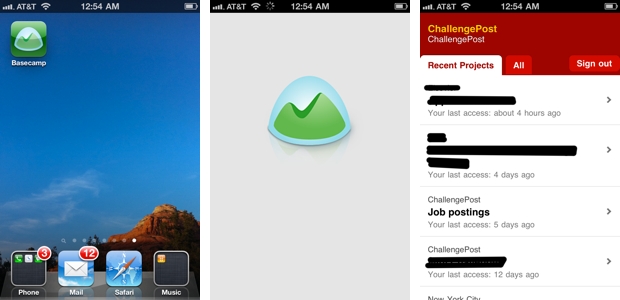 AT&T 12:54 AM
Basecamp
3
12
Phone
Mail
Safari
Music
AT&T 12:54 AM
AT&T 12:54 AM
ChallengePost
ChallengePost
Recent Projects
All
Sign out
Your last access: about 4 hours ago
Your last access: 4 days ago
ChallengePost
Job postings
Your last access: 5 days ago
ChallengePost
Your last access: 12 days ago
New York City